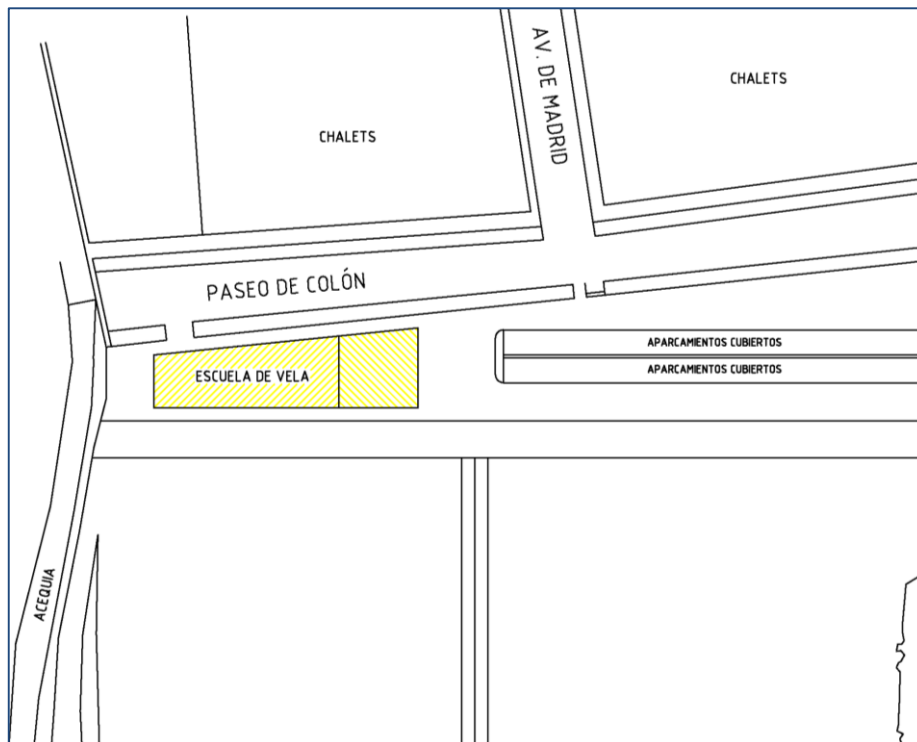 CHALETS
AV. DE MADRID
CHALETS
PASEO DE COLÓN
APARCAMIENTOS CUBIERTOS
APARCAMIENTOS CUBIERTOS
ESCUELA DE VELA
ACEQUIA